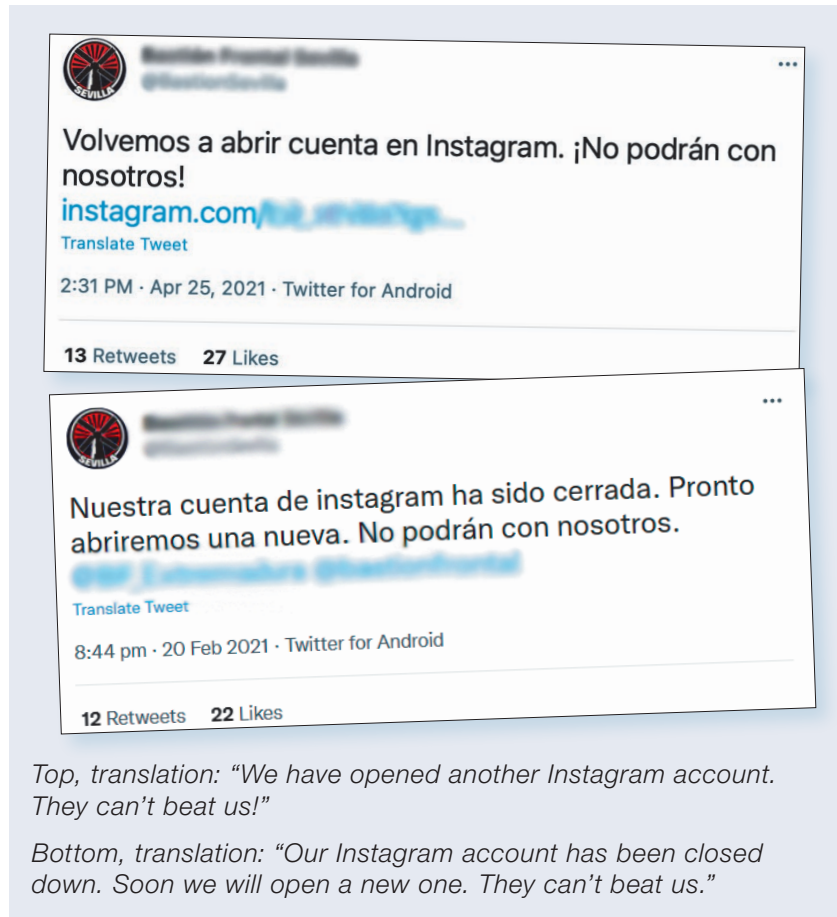 SEVILLA
Volvemos a abrir cuenta en Instagram. ¡No podrán con
nosotros!
instagram.com/
Translate Tweet
2:31 PM · Apr 25, 2021 · Twitter for Android
13 Retweets 27 Likes
SEVILLA
Nuestra cuenta de instagram ha sido cerrada. Pronto
abriremos una nueva. No podrán con nosotros.
Translate Tweet
8:44 pm · 20 Feb 2021 · Twitter for Android
12 Retweets 22 Likes
Top, translation: “We have opened another Instagram account.
They can’t beat us!”
Bottom, translation: “Our Instagram account has been closed
down. Soon we will open a new one. They can’t beat us.”